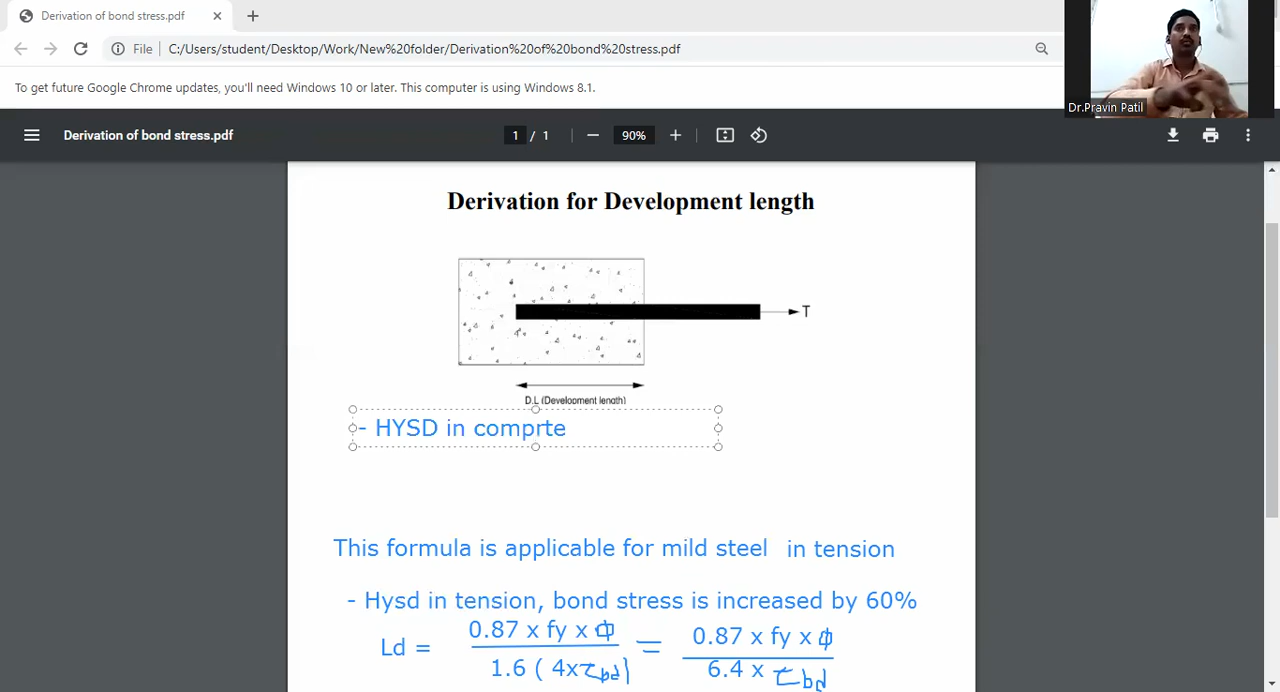 Derivation of bond stress.pdf
File C:/Users/student/Desktop/Work/New%20folder/Derivation%20of%20bond%20stress.pdf
To get future Google Chrome updates, you'll need Windows 10 or later. This computer is using Windows 8.1.
Dr.Pravin Patil
Derivation of bond stress.pdf
1 / 1
90%
Derivation for Development length
T
D.L (Development length)
- HYSD in comprte
This formula is applicable for mild steel in tension
- Hysd in tension, bond stress is increased by 60%
Ld = 0.87 x fy x ф / 1.6 ( 4xτbd) = 0.87 x fy x ф / 6.4 x τbd